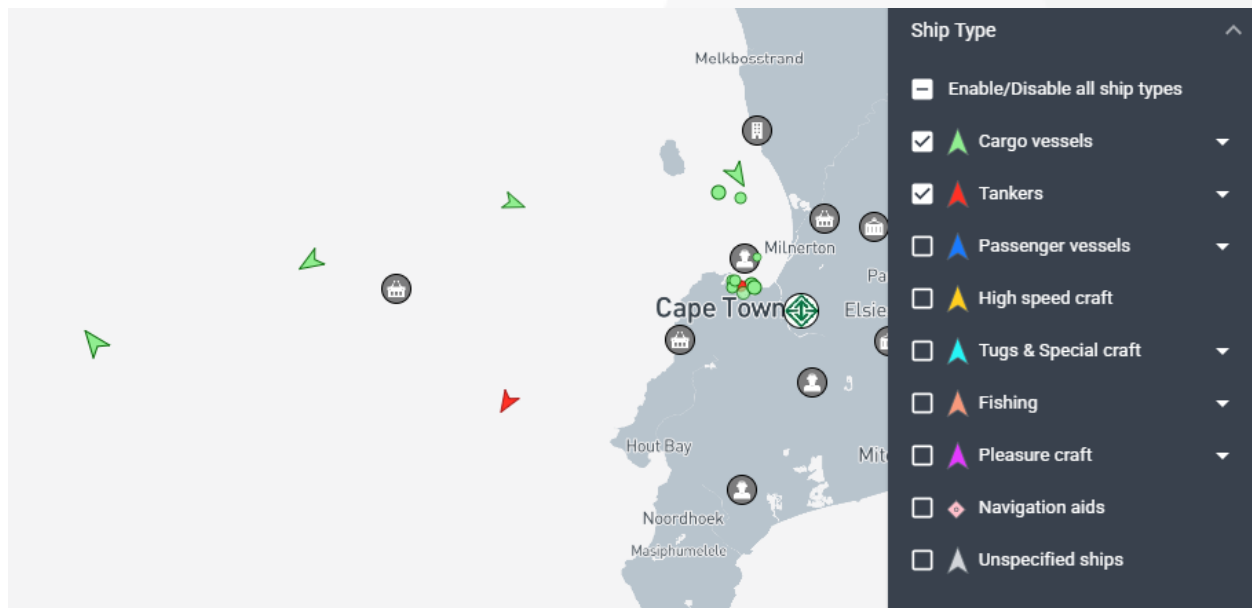 Melkbosstrand
Milnerton
Pa
Cape Town
Elsie
Hout Bay
Mit
Noordhoek
Masiphumelele
Ship Type
Enable/Disable all ship types
Cargo vessels
Tankers
Passenger vessels
High speed craft
Tugs & Special craft
Fishing
Pleasure craft
Navigation aids
Unspecified ships